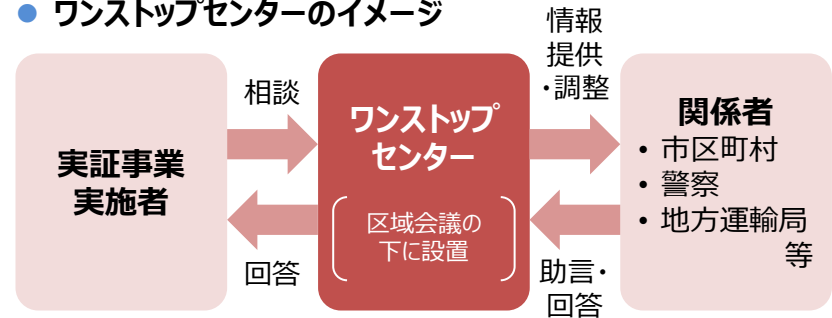 ● ワンストップセンターのイメージ
実証事業
実施者
相談
回答
ワンストップ
センター
区域会議の
下に設置
情報
提供
・調整
助言・
回答
関係者
• 市区町村
• 警察
• 地方運輸局
等